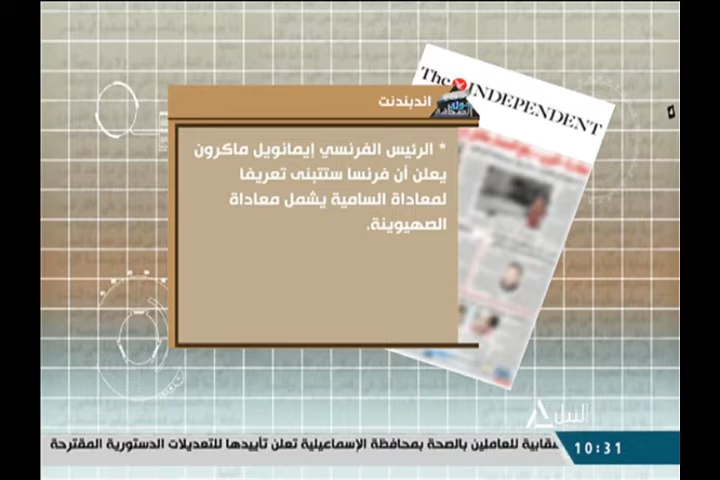 The INDEPENDENT
اندبندنت
* الرئيس الفرنسي إيمانويل ماكرون
يعلن أن فرنسا ستتبنى تعريفا
لمعاداة السامية يشمل معاداة
الصهيوينة.
النيل
نقابية للعاملين بالصحة بمحافظة الإسماعيلية تعلن تأييدها للتعديلات الدستورية المقترحة
10:31